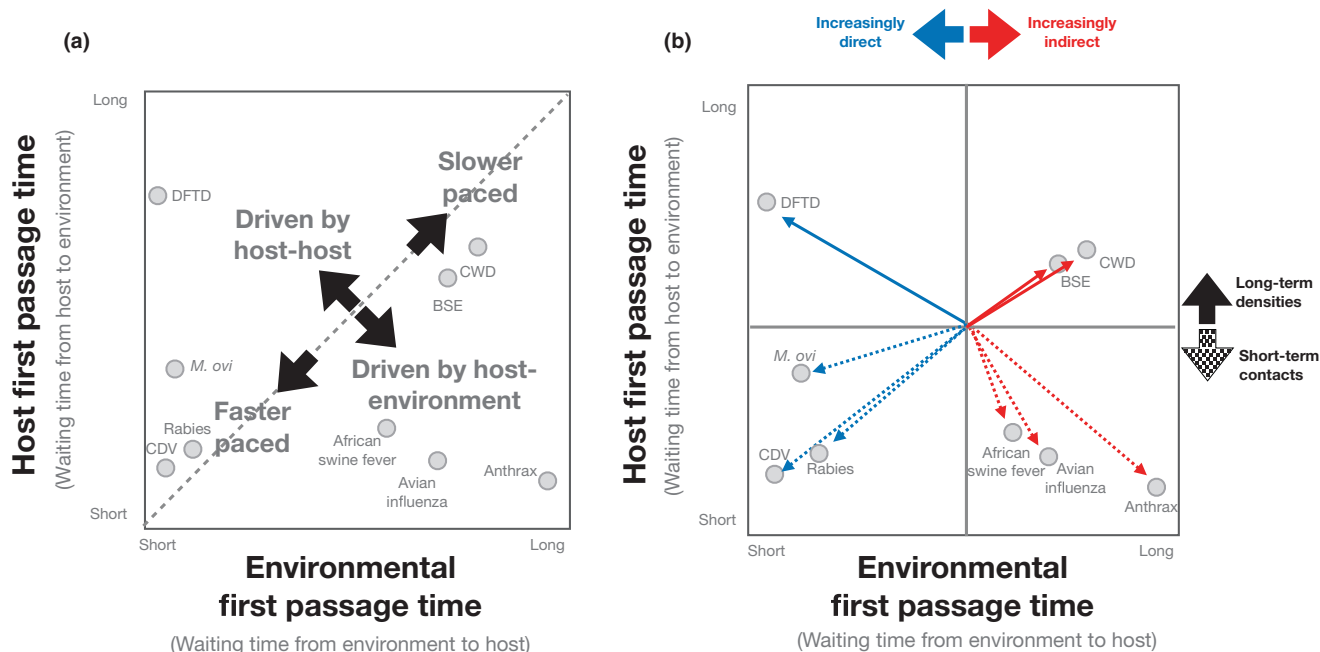 (a)
Host first passage time
(Waiting time from host to environment)
Long
Short
DFTD
Slower
paced
Driven by
host-host
CWD
BSE
M. ovi
Driven by host-
environment
Faster
paced
Rabies
CDV
African
swine fever
Avian
influenza
Anthrax
Short
Long
Environmental
first passage time
(Waiting time from environment to host)
(b)
Increasingly
direct
Increasingly
indirect
Host first passage time
(Waiting time from host to environment)
Long
Short
DFTD
CWD
BSE
M. ovi
CDV
Rabies
African
swine fever
Avian
influenza
Anthrax
Long-term
densities
Short-term
contacts
Short
Long
Environmental
first passage time
(Waiting time from environment to host)